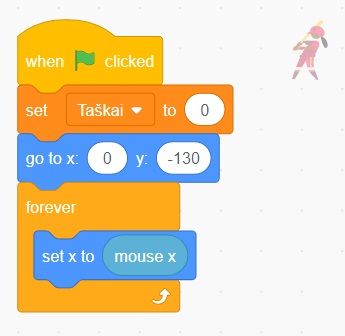 when clicked
set Taškai to 0
go to x: 0 y: -130
forever
set x to mouse x